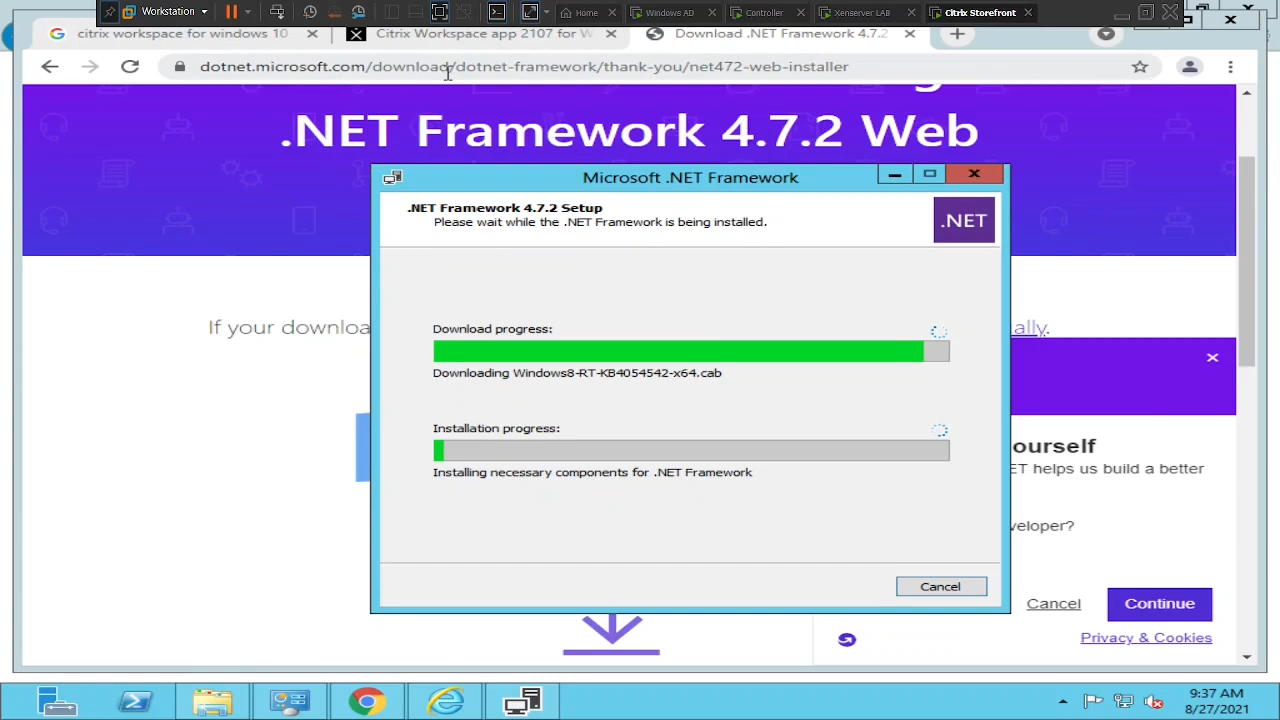 Workstation
Home
Windows AD
Controller
Xenserver LAB
Citrix Storefront
citrix workspace for windows 10
Citrix Workspace app 2107 for W
Download .NET Framework 4.7.2
dotnet.microsoft.com/download/dotnet-framework/thank-you/net472-web-installer
.NET Framework 4.7.2 Web
Microsoft .NET Framework
.NET Framework 4.7.2 Setup
Please wait while the .NET Framework is being installed.
.NET
If your downloa
ally.
Download progress:
Downloading Windows8-RT-KB4054542-x64.cab
Installation progress:
Installing necessary components for .NET Framework
ourself
ET helps us build a better
veloper?
Cancel
Cancel
Continue
Privacy & Cookies
9:37 AM
8/27/2021